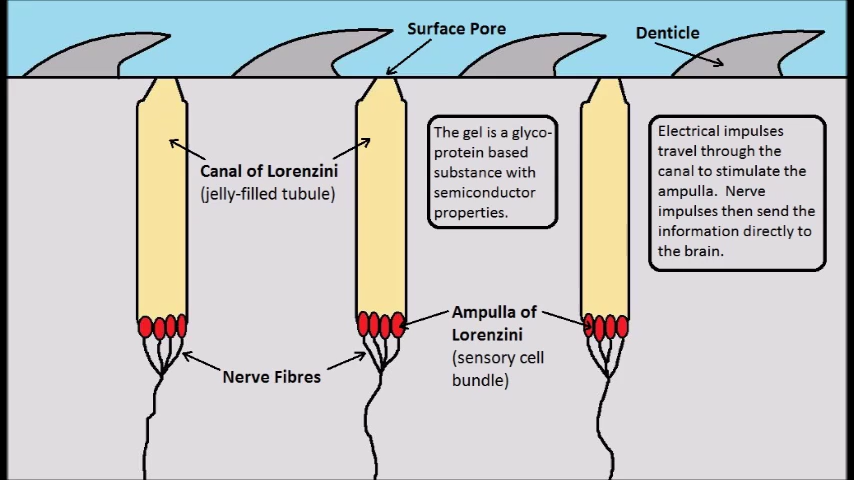 Surface Pore
Denticle
Canal of Lorenzini
(jelly-filled tubule)
The gel is a glyco-
protein based
substance with
semiconductor
properties.
Electrical impulses
travel through the
canal to stimulate the
ampulla. Nerve
impulses then send the
information directly to
the brain.
Ampulla of
Lorenzini
(sensory cell
bundle)
Nerve Fibres